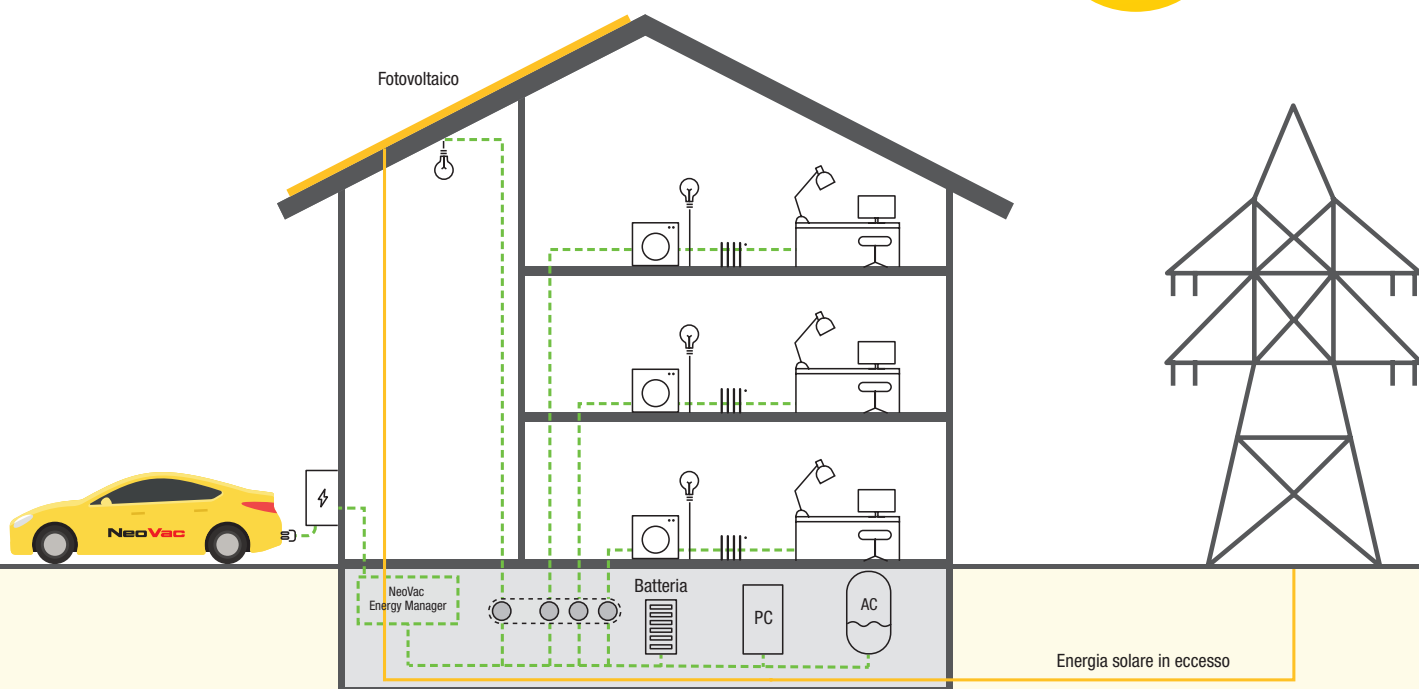 Fotovoltaico
NeoVac
NeoVac
Energy Manager
Batteria
PC
AC
Energia solare in eccesso